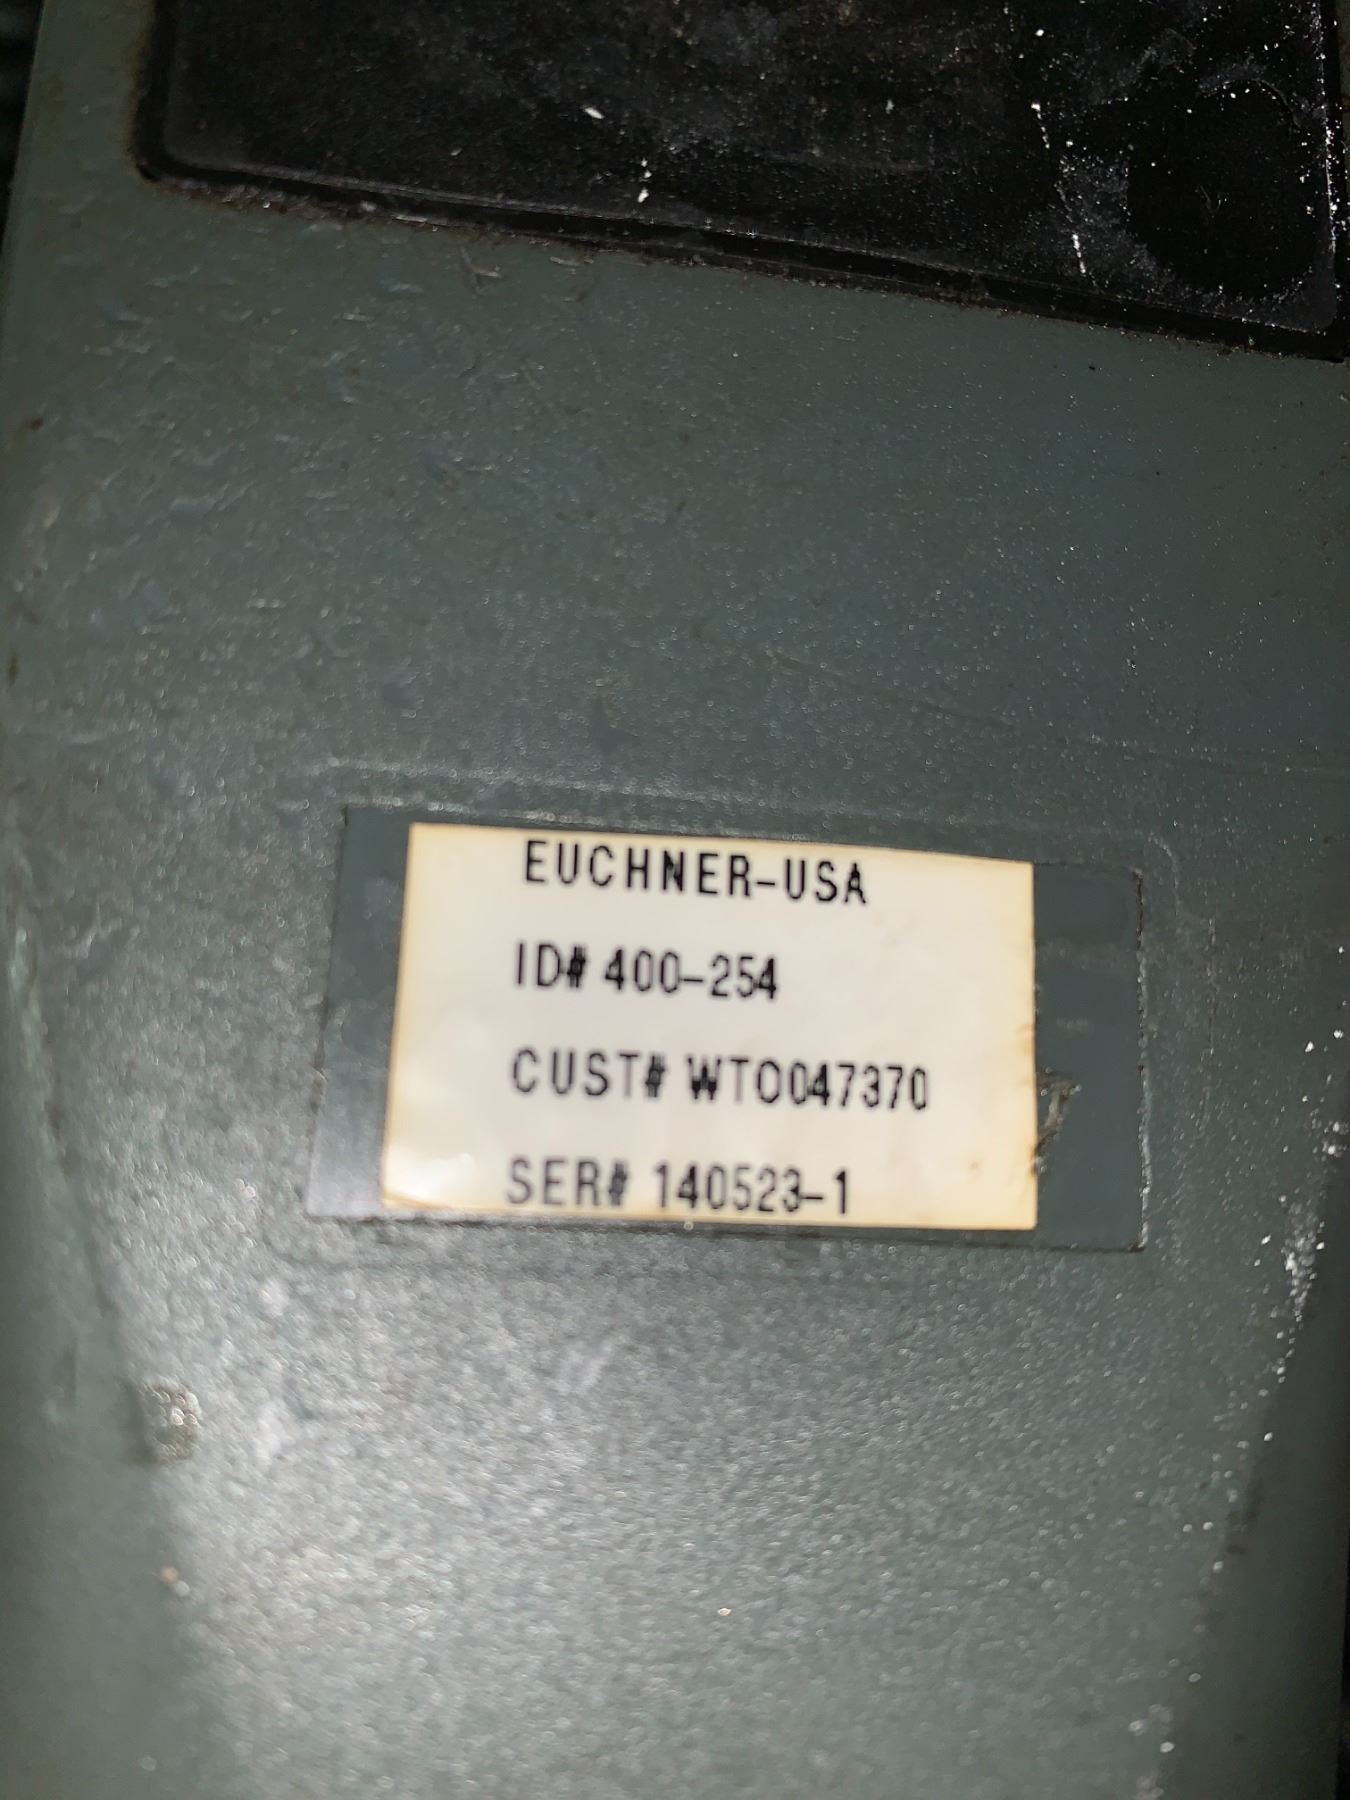 EUCHNER-USA
ID# 400-254
CUST# WTO047370
SER# 140523-1